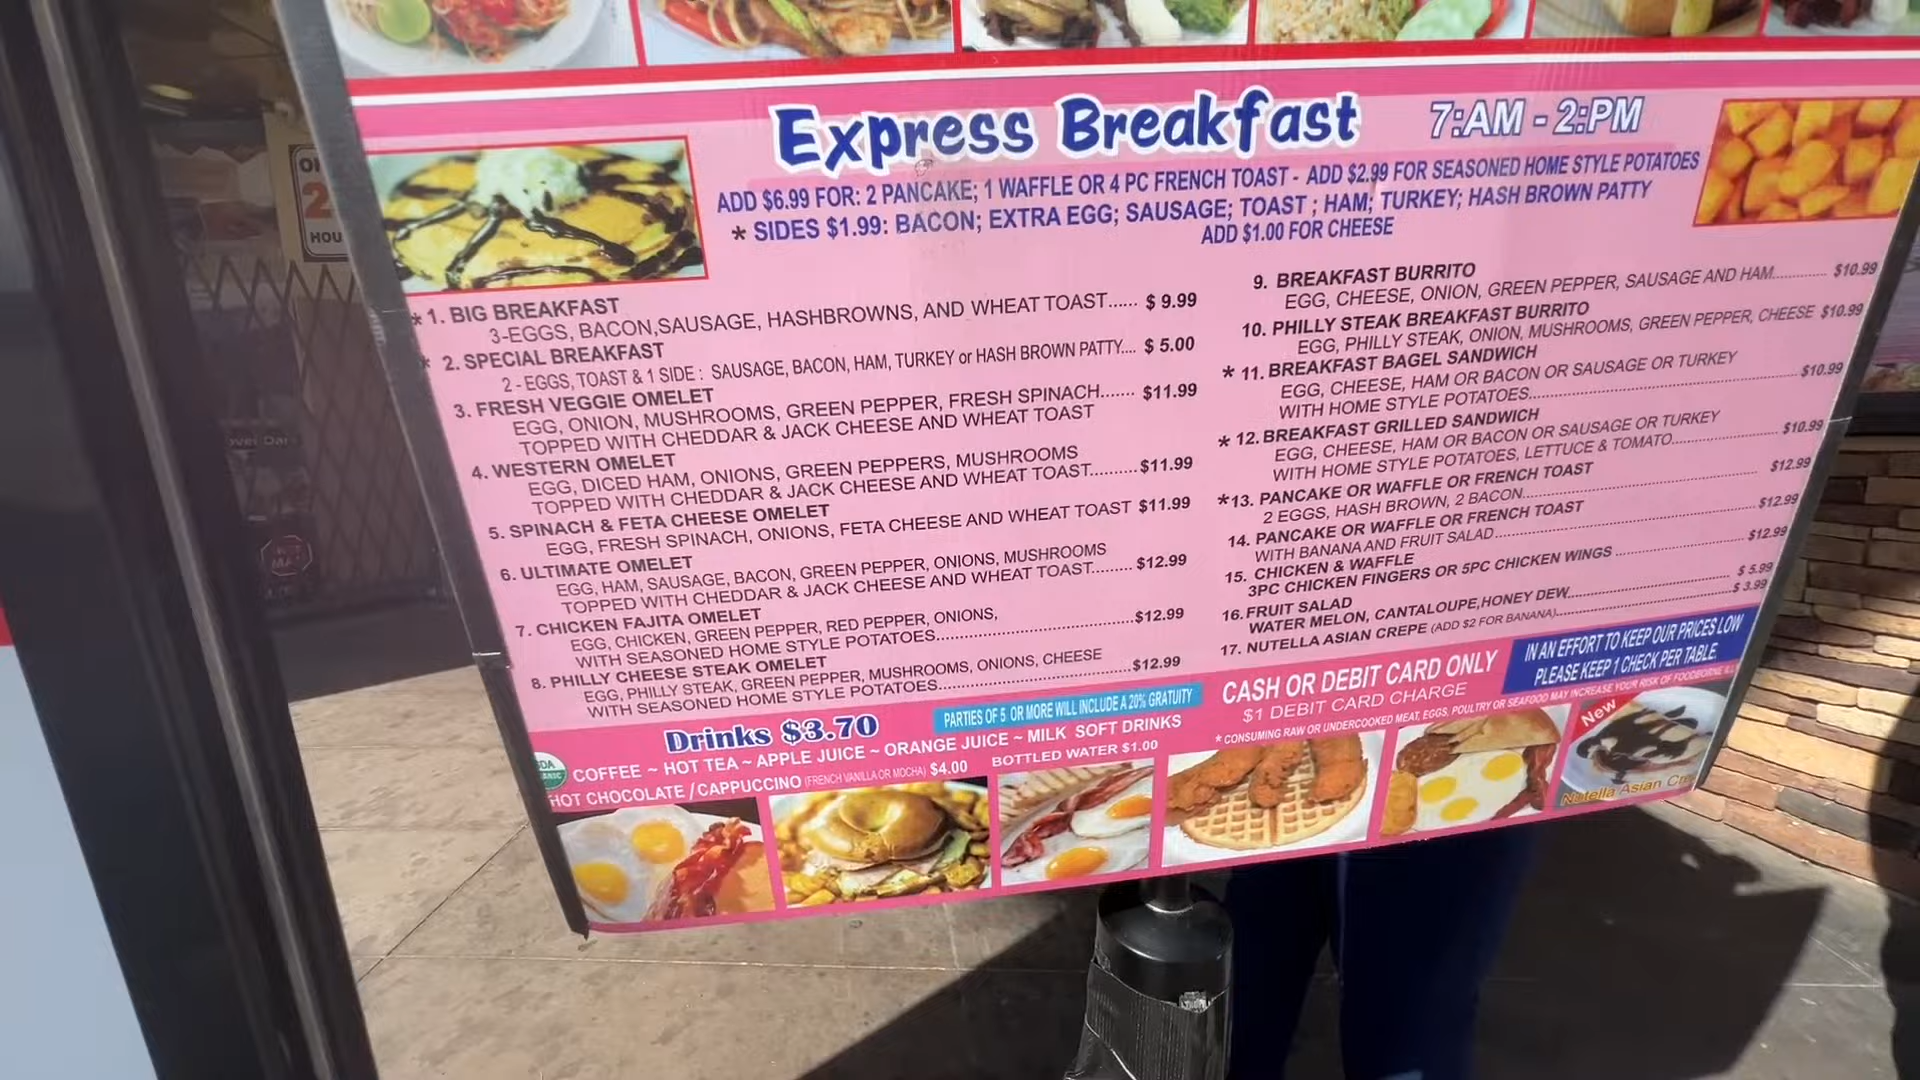 Express Breakfast
7:AM - 2:PM
ADD $6.99 FOR: 2 PANCAKE; 1 WAFFLE OR 4 PC FRENCH TOAST - ADD $2.99 FOR SEASONED HOME STYLE POTATOES
* SIDES $1.99: BACON; EXTRA EGG; SAUSAGE; TOAST ; HAM; TURKEY; HASH BROWN PATTY
ADD $1.00 FOR CHEESE
* 1. BIG BREAKFAST
3-EGGS, BACON,SAUSAGE, HASHBROWNS, AND WHEAT TOAST...... $ 9.99
* 2. SPECIAL BREAKFAST
2 - EGGS, TOAST & 1 SIDE : SAUSAGE, BACON, HAM, TURKEY or HASH BROWN PATTY.... $ 5.00
3. FRESH VEGGIE OMELET
EGG, ONION, MUSHROOMS, GREEN PEPPER, FRESH SPINACH....... $11.99
TOPPED WITH CHEDDAR & JACK CHEESE AND WHEAT TOAST
4. WESTERN OMELET
EGG, DICED HAM, ONIONS, GREEN PEPPERS, MUSHROOMS
TOPPED WITH CHEDDAR & JACK CHEESE AND WHEAT TOAST.......... $11.99
5. SPINACH & FETA CHEESE OMELET
EGG, FRESH SPINACH, ONIONS, FETA CHEESE AND WHEAT TOAST $11.99
6. ULTIMATE OMELET
EGG, HAM, SAUSAGE, BACON, GREEN PEPPER, ONIONS, MUSHROOMS
TOPPED WITH CHEDDAR & JACK CHEESE AND WHEAT TOAST........ $12.99
7. CHICKEN FAJITA OMELET
EGG, CHICKEN, GREEN PEPPER, RED PEPPER, ONIONS,
WITH SEASONED HOME STYLE POTATOES........................................ $12.99
8. PHILLY CHEESE STEAK OMELET
EGG, PHILLY STEAK, GREEN PEPPER, MUSHROOMS, ONIONS, CHEESE
WITH SEASONED HOME STYLE POTATOES....................................... $12.99
9. BREAKFAST BURRITO
EGG, CHEESE, ONION, GREEN PEPPER, SAUSAGE AND HAM............ $10.99
10. PHILLY STEAK BREAKFAST BURRITO
EGG, PHILLY STEAK, ONION, MUSHROOMS, GREEN PEPPER, CHEESE $10.99
* 11. BREAKFAST BAGEL SANDWICH
EGG, CHEESE, HAM OR BACON OR SAUSAGE OR TURKEY
WITH HOME STYLE POTATOES............................................................ $10.99
* 12. BREAKFAST GRILLED SANDWICH
EGG, CHEESE, HAM OR BACON OR SAUSAGE OR TURKEY
WITH HOME STYLE POTATOES, LETTUCE & TOMATO........................ $10.99
*13. PANCAKE OR WAFFLE OR FRENCH TOAST
2 EGGS, HASH BROWN, 2 BACON..................................................... $12.99
14. PANCAKE OR WAFFLE OR FRENCH TOAST
WITH BANANA AND FRUIT SALAD..................................................... $12.99
15. CHICKEN & WAFFLE
3PC CHICKEN FINGERS OR 5PC CHICKEN WINGS ............................ $12.99
16. FRUIT SALAD
WATER MELON, CANTALOUPE,HONEY DEW.................................... $ 5.99
17. NUTELLA ASIAN CREPE (ADD $2 FOR BANANA)................................. $ 3.99
Drinks $3.70
PARTIES OF 5 OR MORE WILL INCLUDE A 20% GRATUITY
COFFEE ~ HOT TEA ~ APPLE JUICE ~ ORANGE JUICE ~ MILK SOFT DRINKS
HOT CHOCOLATE / CAPPUCCINO (FRENCH VANILLA OR MOCHA) $4.00
BOTTLED WATER $1.00
CASH OR DEBIT CARD ONLY
$1 DEBIT CARD CHARGE
IN AN EFFORT TO KEEP OUR PRICES LOW
PLEASE KEEP 1 CHECK PER TABLE.
* CONSUMING RAW OR UNDERCOOKED MEAT, EGGS, POULTRY OR SEAFOOD MAY INCREASE YOUR RISK OF FOODBORNE
New
Nutella Asian